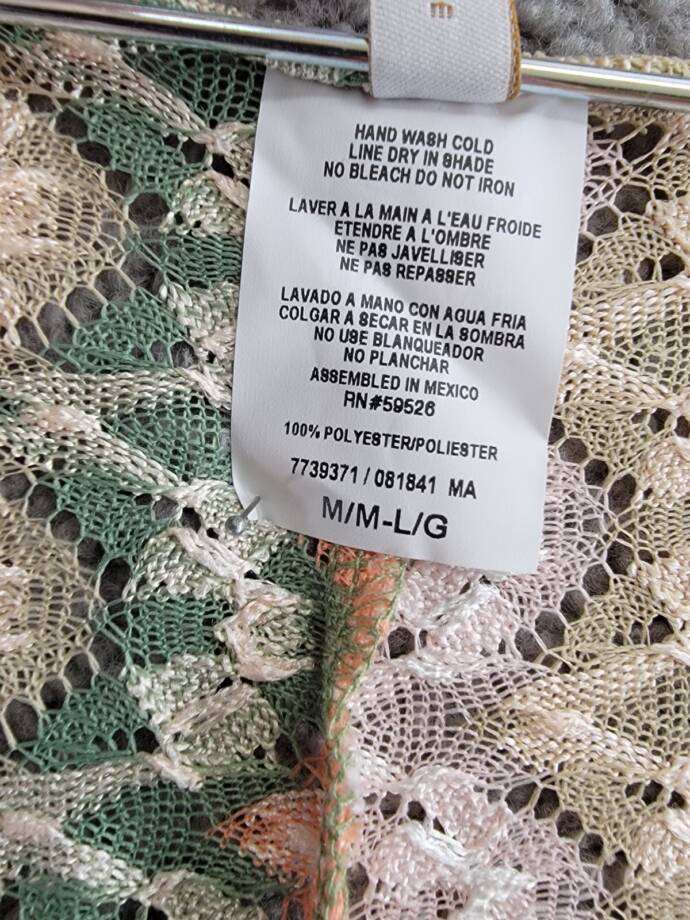 HAND WASH COLD
LINE DRY IN SHADE
NO BLEACH DO NOT IRON
LAVER A LA MAIN A L'EAU FROIDE
ETENDRE A L'OMBRE
NE PAS JAVELLISER
NE PAS REPASSER
LAVADO A MANO CON AGUA FRIA
COLGAR A SECAR EN LA SOMBRA
NO USE BLANQUEADOR
NO PLANCHAR
ASSEMBLED IN MEXICO
RN#59526
100% POLYESTER/POLIESTER
7739371 / 081841 MA
M/M-L/G